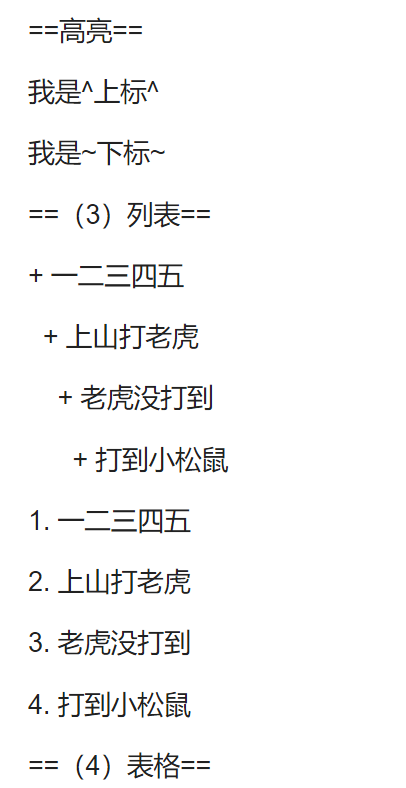 ==高亮==
我是^上标^
我是~下标~
==（3）列表==
+ 一二三四五
+ 上山打老虎
+ 老虎没打到
+ 打到小松鼠
1. 一二三四五
2. 上山打老虎
3. 老虎没打到
4. 打到小松鼠
==（4）表格==